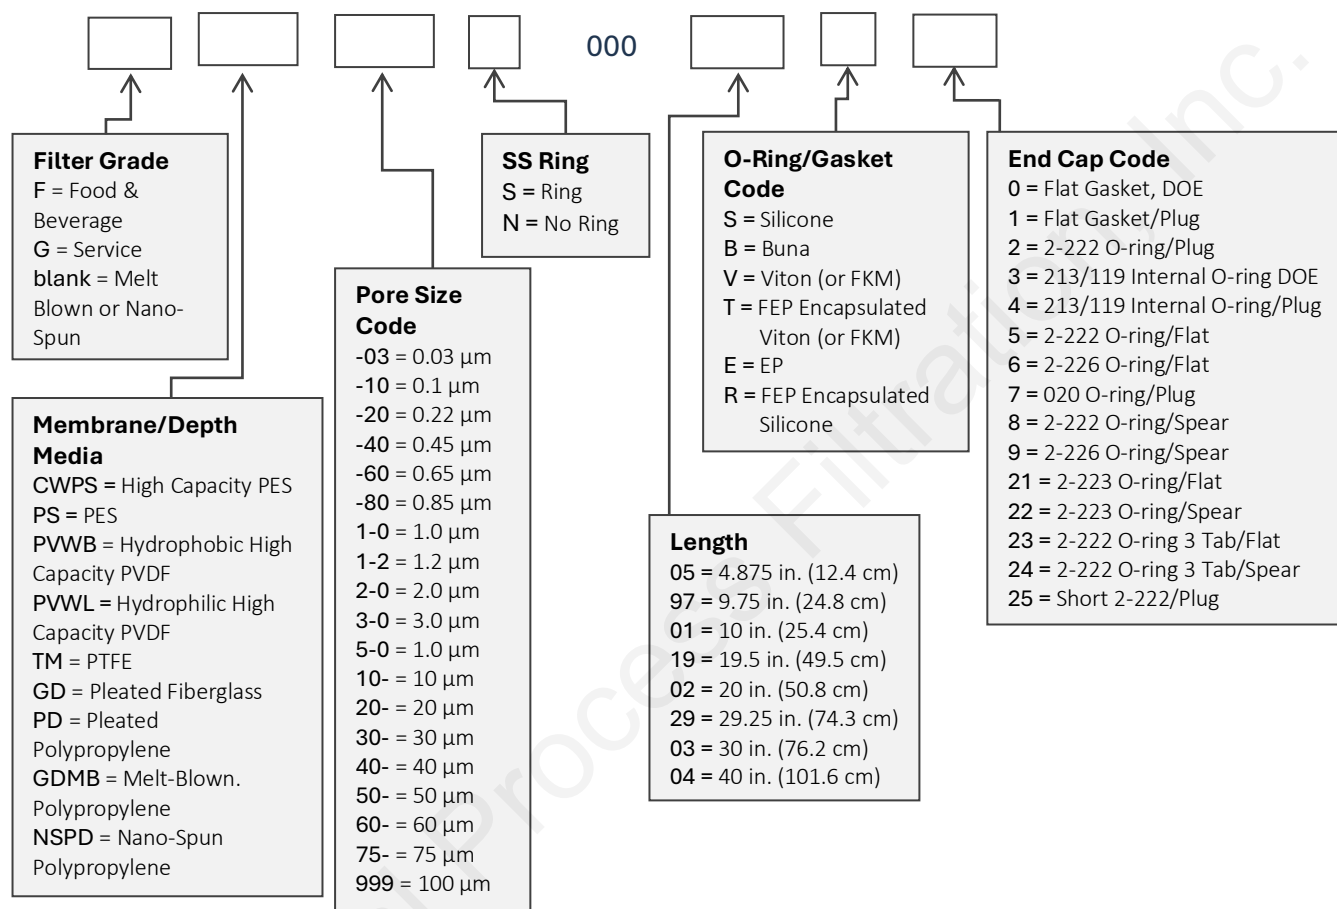 000
Filter Grade
F = Food &
Beverage
G = Service
blank = Melt
Blown or Nano-
Spun
Membrane/Depth
Media
CWPS = High Capacity PES
PS = PES
PVWB = Hydrophobic High
Capacity PVDF
PVWL = Hydrophilic High
Capacity PVDF
TM = PTFE
GD = Pleated Fiberglass
PD = Pleated
Polypropylene
GDMB = Melt-Blown.
Polypropylene
NSPD = Nano-Spun
Polypropylene
Pore Size
Code
-03 = 0.03 µm
-10 = 0.1 µm
-20 = 0.22 µm
-40 = 0.45 µm
-60 = 0.65 µm
-80 = 0.85 µm
1-0 = 1.0 µm
1-2 = 1.2 µm
2-0 = 2.0 µm
3-0 = 3.0 µm
5-0 = 1.0 µm
10- = 10 µm
20- = 20 µm
30- = 30 µm
40- = 40 µm
50- = 50 µm
60- = 60 µm
75- = 75 µm
999 = 100 µm
SS Ring
S = Ring
N = No Ring
Length
05 = 4.875 in. (12.4 cm)
97 = 9.75 in. (24.8 cm)
01 = 10 in. (25.4 cm)
19 = 19.5 in. (49.5 cm)
02 = 20 in. (50.8 cm)
29 = 29.25 in. (74.3 cm)
03 = 30 in. (76.2 cm)
04 = 40 in. (101.6 cm)
O-Ring/Gasket
Code
S = Silicone
B = Buna
V = Viton (or FKM)
T = FEP Encapsulated
Viton (or FKM)
E = EP
R = FEP Encapsulated
Silicone
End Cap Code
0 = Flat Gasket, DOE
1 = Flat Gasket/Plug
2 = 2-222 O-ring/Plug
3 = 213/119 Internal O-ring DOE
4 = 213/119 Internal O-ring/Plug
5 = 2-222 O-ring/Flat
6 = 2-226 O-ring/Flat
7 = 020 O-ring/Plug
8 = 2-222 O-ring/Spear
9 = 2-226 O-ring/Spear
21 = 2-223 O-ring/Flat
22 = 2-223 O-ring/Spear
23 = 2-222 O-ring 3 Tab/Flat
24 = 2-222 O-ring 3 Tab/Spear
25 = Short 2-222/Plug
Process Filtration, Inc.